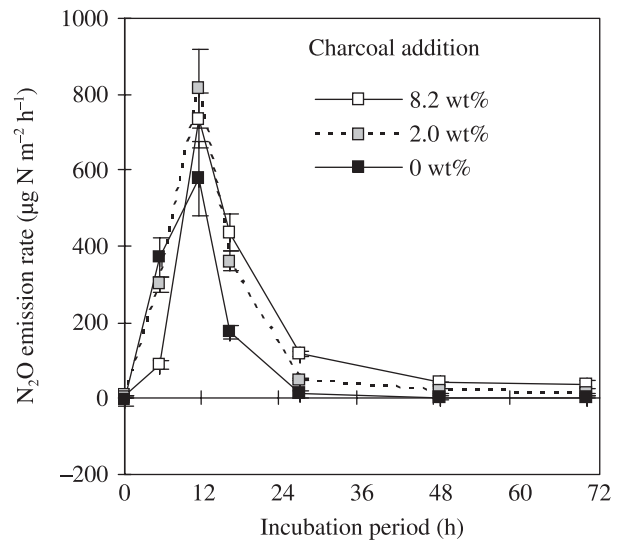 1000
800
600
400
200
0
−200
N₂O emission rate (µg N m⁻² h⁻¹)
Charcoal addition
8.2 wt%
2.0 wt%
0 wt%
0 12 24 36 48 60 72
Incubation period (h)